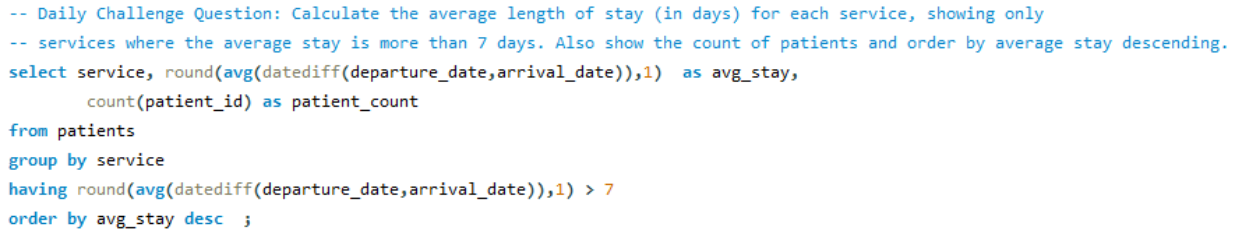 -- Daily Challenge Question: Calculate the average length of stay (in days) for each service, showing only
-- services where the average stay is more than 7 days. Also show the count of patients and order by average stay descending.
select service, round(avg(datediff(departure_date,arrival_date)),1)  as avg_stay,
        count(patient_id) as patient_count
from patients
group by service
having round(avg(datediff(departure_date,arrival_date)),1) > 7
order by avg_stay desc  ;